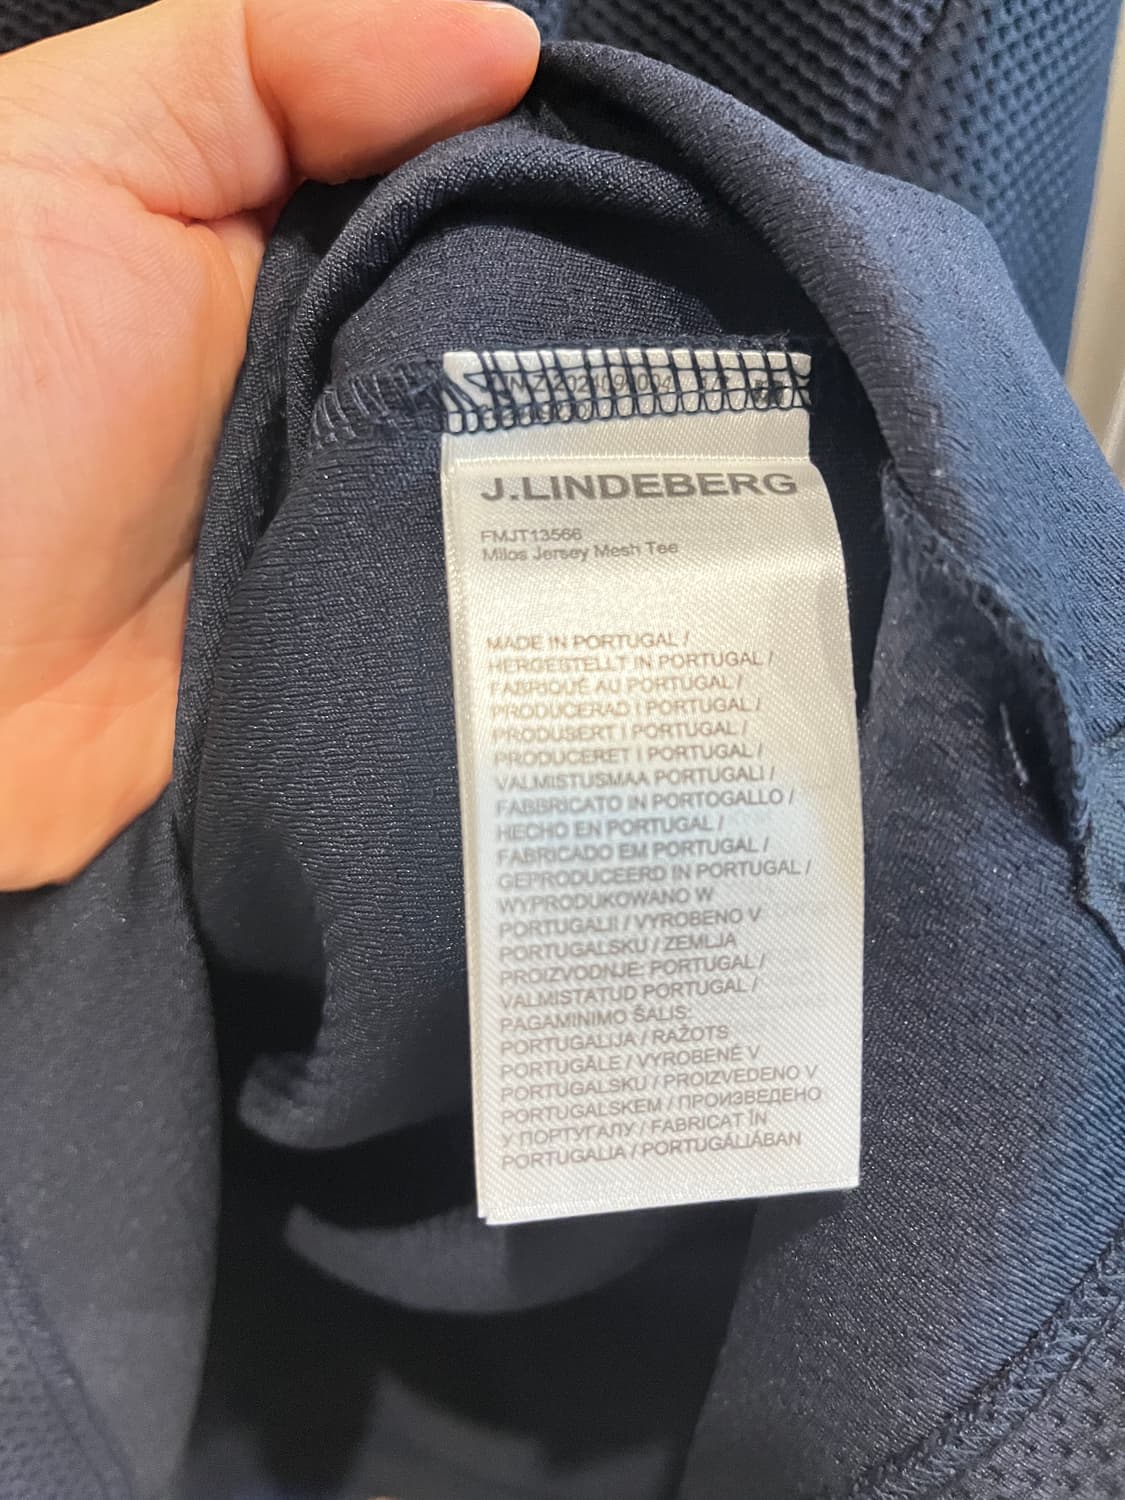 J.LINDEBERG
FMJT13566
Milos Jersey Mesh Tee
MADE IN PORTUGAL /
HERGESTELLT IN PORTUGAL /
FABRIQUÉ AU PORTUGAL /
PRODUCERAD I PORTUGAL /
PRODUSERT I PORTUGAL /
PRODUCERET I PORTUGAL /
VALMISTUSMAA PORTUGALI /
FABBRICATO IN PORTOGALLO /
HECHO EN PORTUGAL /
FABRICADO EM PORTUGAL /
GEPRODUCEERD IN PORTUGAL /
WYPRODUKOWANO W
PORTUGALII / VYROBENO V
PORTUGALSKU / ZEMLJA
PROIZVODNJE: PORTUGAL /
VALMISTATUD PORTUGAL /
PAGAMINIMO ŠALIS:
PORTUGALIJA / RAŽOTS
PORTUGĀLE / VYROBENÉ V
PORTUGALSKU / PROIZVEDENO V
PORTUGALSKEM / ПРОИЗВЕДЕНО
У ПОРТУГАЛУ / FABRICAT ÎN
PORTUGALIA / PORTUGÁLIÁBAN